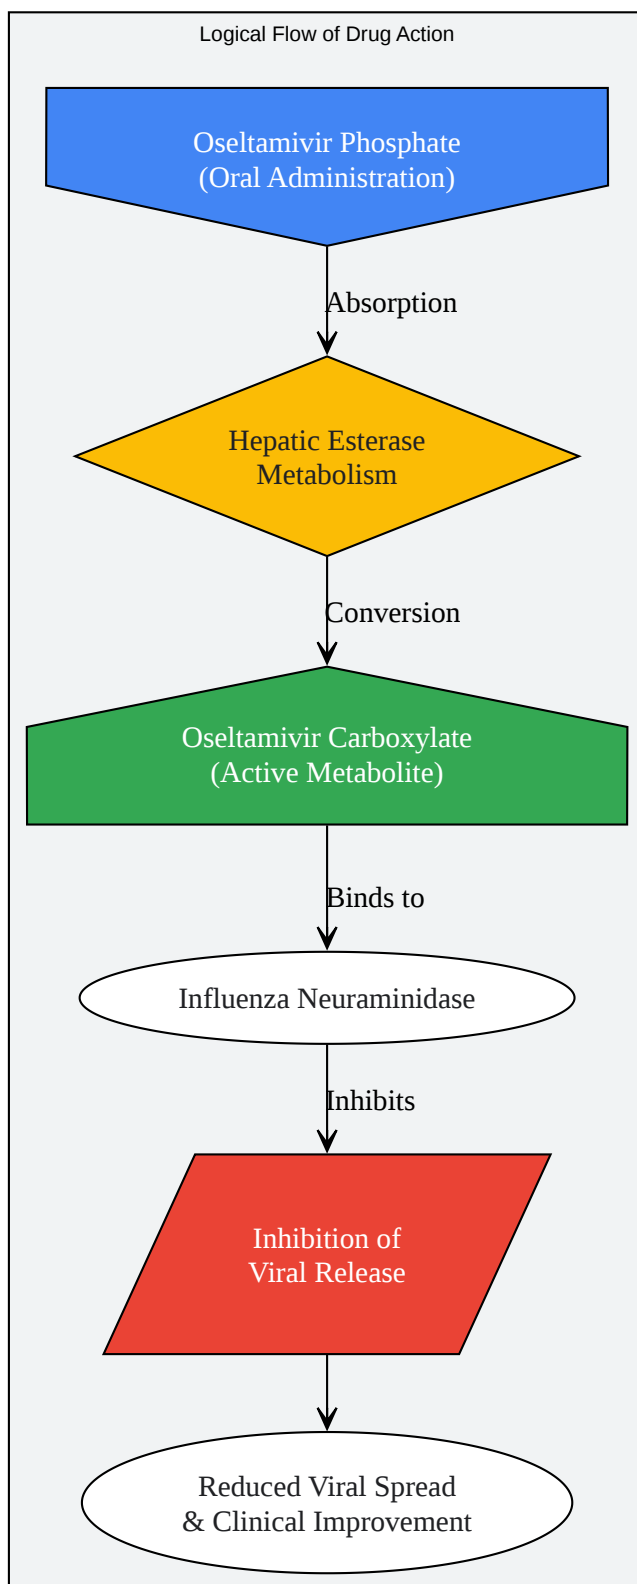 Logical Flow of Drug Action
Oseltamivir Phosphate
(Oral Administration)
Absorption
Hepatic Esterase
Metabolism
Conversion
Oseltamivir Carboxylate
(Active Metabolite)
Binds to
Influenza Neuraminidase
Inhibits
Inhibition of
Viral Release
Reduced Viral Spread
& Clinical Improvement